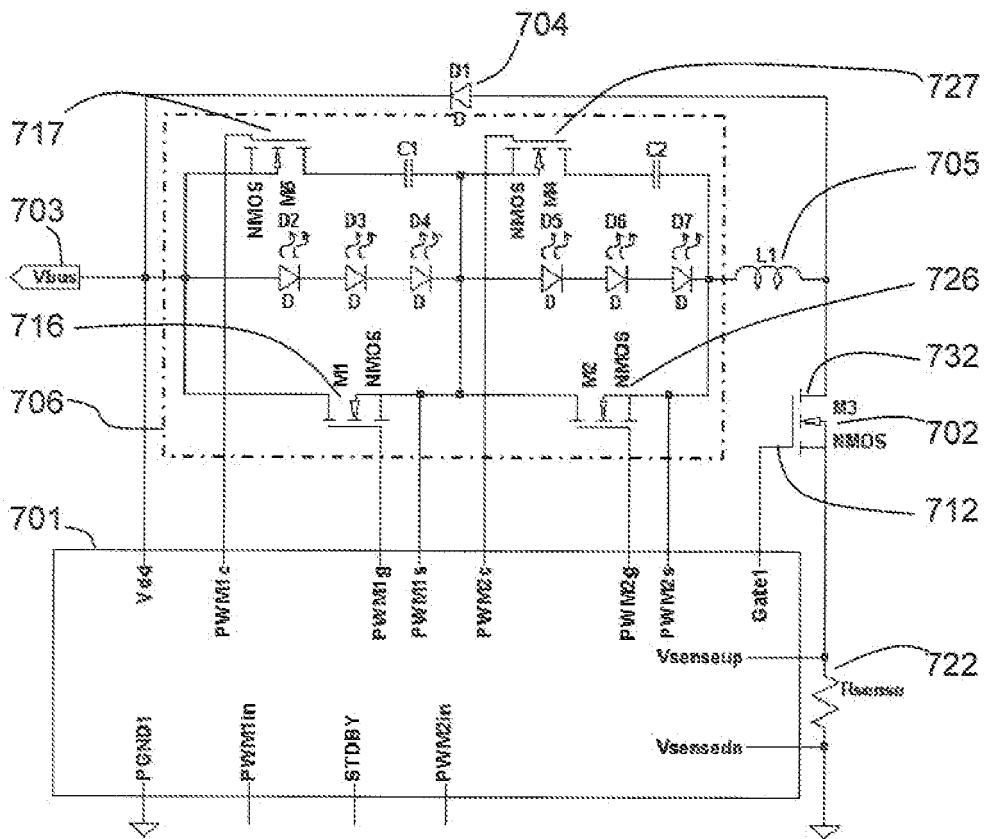 704
D1
D
727
717
C1
C2
705
NMOS
M5
NMOS
703
Vbus
D2
D3
D4
D5
D6
D7
L1
D
D
D
D
D
D
726
716
M1
NMOS
M2
NMOS
732
706
M3
702
NMOS
712
701
PWM1c
PWM1g
PWM1s
PWM2c
PWM2g
PWM2s
Gate1
Vsenseup
722
Rsense
PGND1
PWM1in
STDBY
PWM2in
Vsensedn